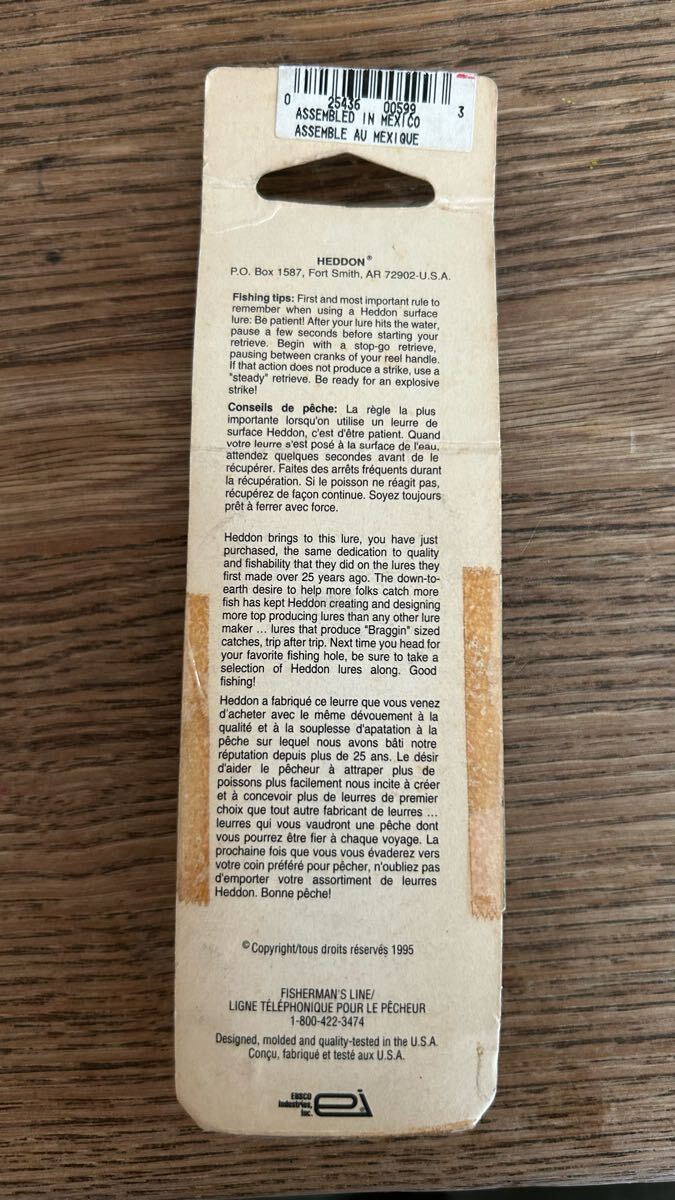 0 25436 00599 3
ASSEMBLED IN MEXICO
ASSEMBLE AU MEXIQUE
HEDDON®
P.O. Box 1587, Fort Smith, AR 72902-U.S.A.
Fishing tips: First and most important rule to
remember when using a Heddon surface
lure: Be patient! After your lure hits the water,
pause a few seconds before starting your
retrieve. Begin with a stop-go retrieve,
pausing between cranks of your reel handle.
If that action does not produce a strike, use a
"steady" retrieve. Be ready for an explosive
strike!
Conseils de pêche: La règle la plus
importante lorsqu'on utilise un leurre de
surface Heddon, c'est d'être patient. Quand
votre leurre s'est posé à la surface de l'eau,
attendez quelques secondes avant de le
récupérer. Faites des arrêts fréquents durant
la récupération. Si le poisson ne réagit pas,
récupérez de façon continue. Soyez toujours
prêt à ferrer avec force.
Heddon brings to this lure, you have just
purchased, the same dedication to quality
and fishability that they did on the lures they
first made over 25 years ago. The down-to-
earth desire to help more folks catch more
fish has kept Heddon creating and designing
more top producing lures than any other lure
maker ... lures that produce "Braggin" sized
catches, trip after trip. Next time you head for
your favorite fishing hole, be sure to take a
selection of Heddon lures along. Good
fishing!
Heddon a fabriqué ce leurre que vous venez
d'acheter avec le même dévouement à la
qualité et à la souplesse d'apatation à la
pêche sur lequel nous avons bâti notre
réputation depuis plus de 25 ans. Le désir
d'aider le pêcheur à attraper plus de
poissons plus facilement nous incite à créer
et à concevoir plus de leurres de premier
choix que tout autre fabricant de leurres ...
leurres qui vous vaudront une pêche dont
vous pourrez être fier à chaque voyage. La
prochaine fois que vous vous évaderez vers
votre coin préféré pour pêcher, n'oubliez pas
d'emporter votre assortiment de leurres
Heddon. Bonne pêche!
© Copyright/tous droits réservés 1995
FISHERMAN'S LINE/
LIGNE TÉLÉPHONIQUE POUR LE PÊCHEUR
1-800-422-3474
Designed, molded and quality-tested in the U.S.A.
Conçu, fabriqué et testé aux U.S.A.
EBSCO
Industries,
Inc.
ei